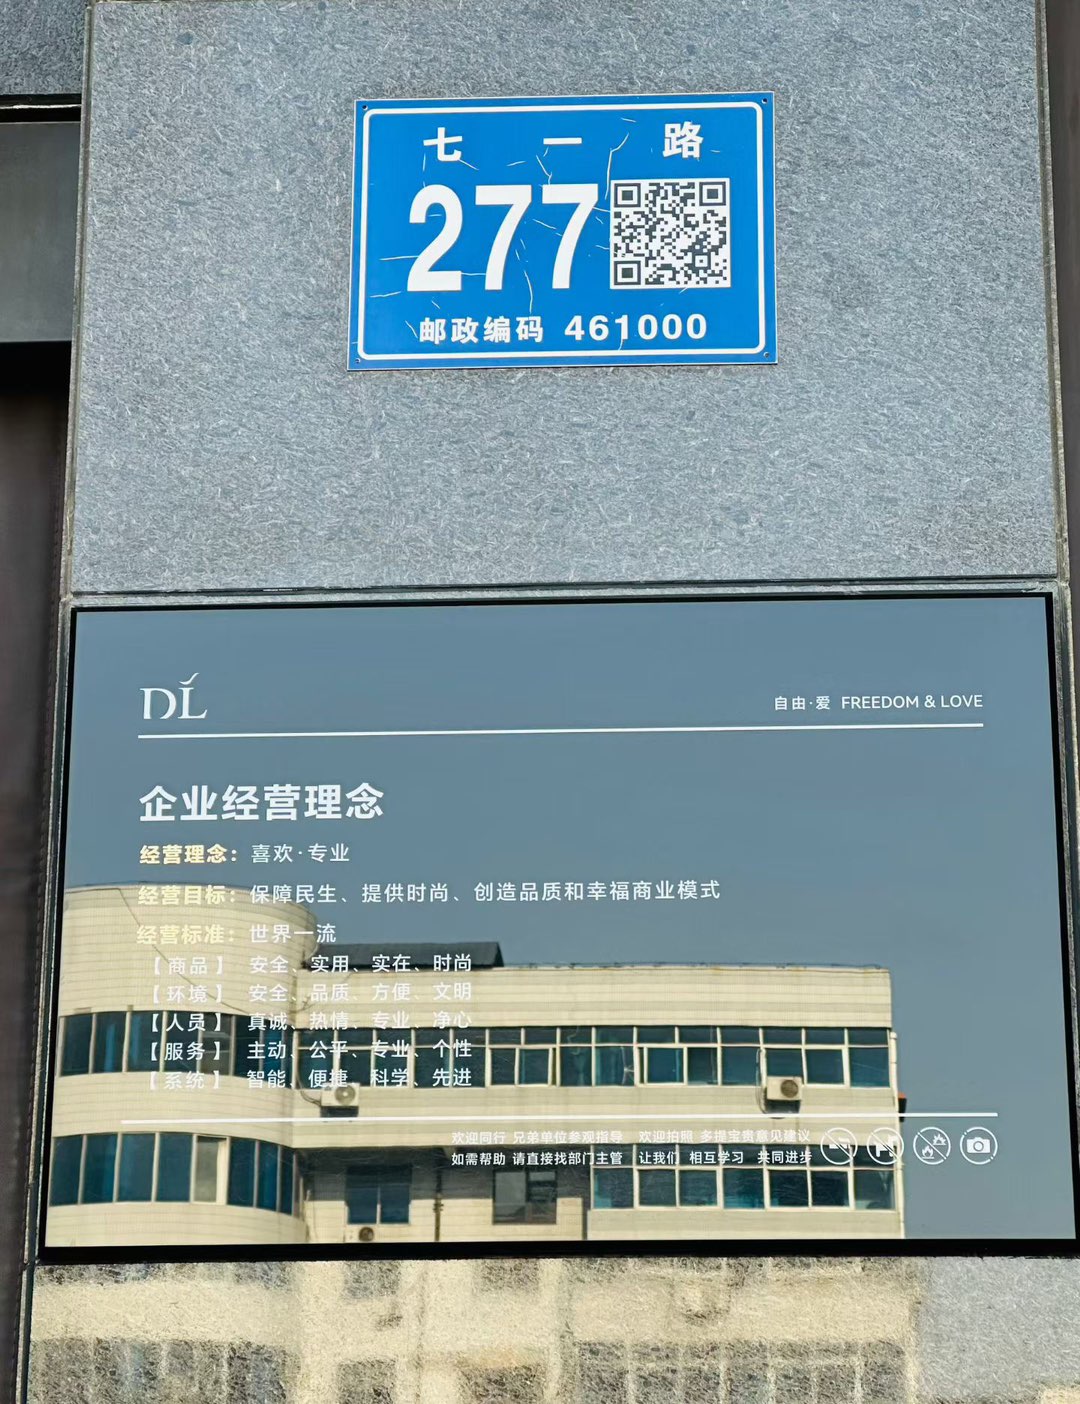 七一路
277
邮政编码 461000
DL
自由·爱 FREEDOM & LOVE
企业经营理念
经营理念：喜欢·专业
经营目标：保障民生、提供时尚、创造品质和幸福商业模式
经营标准：世界一流
【商品】 安全、实用、实在、时尚
【环境】 安全、品质、方便、文明
【人员】 真诚、热情、专业、净心
【服务】 主动、公平、专业、个性
【系统】 智能、便捷、科学、先进
欢迎同行 兄弟单位参观指导 欢迎拍照 多提宝贵意见建议
如需帮助 请直接找部门主管 让我们 相互学习 共同进步